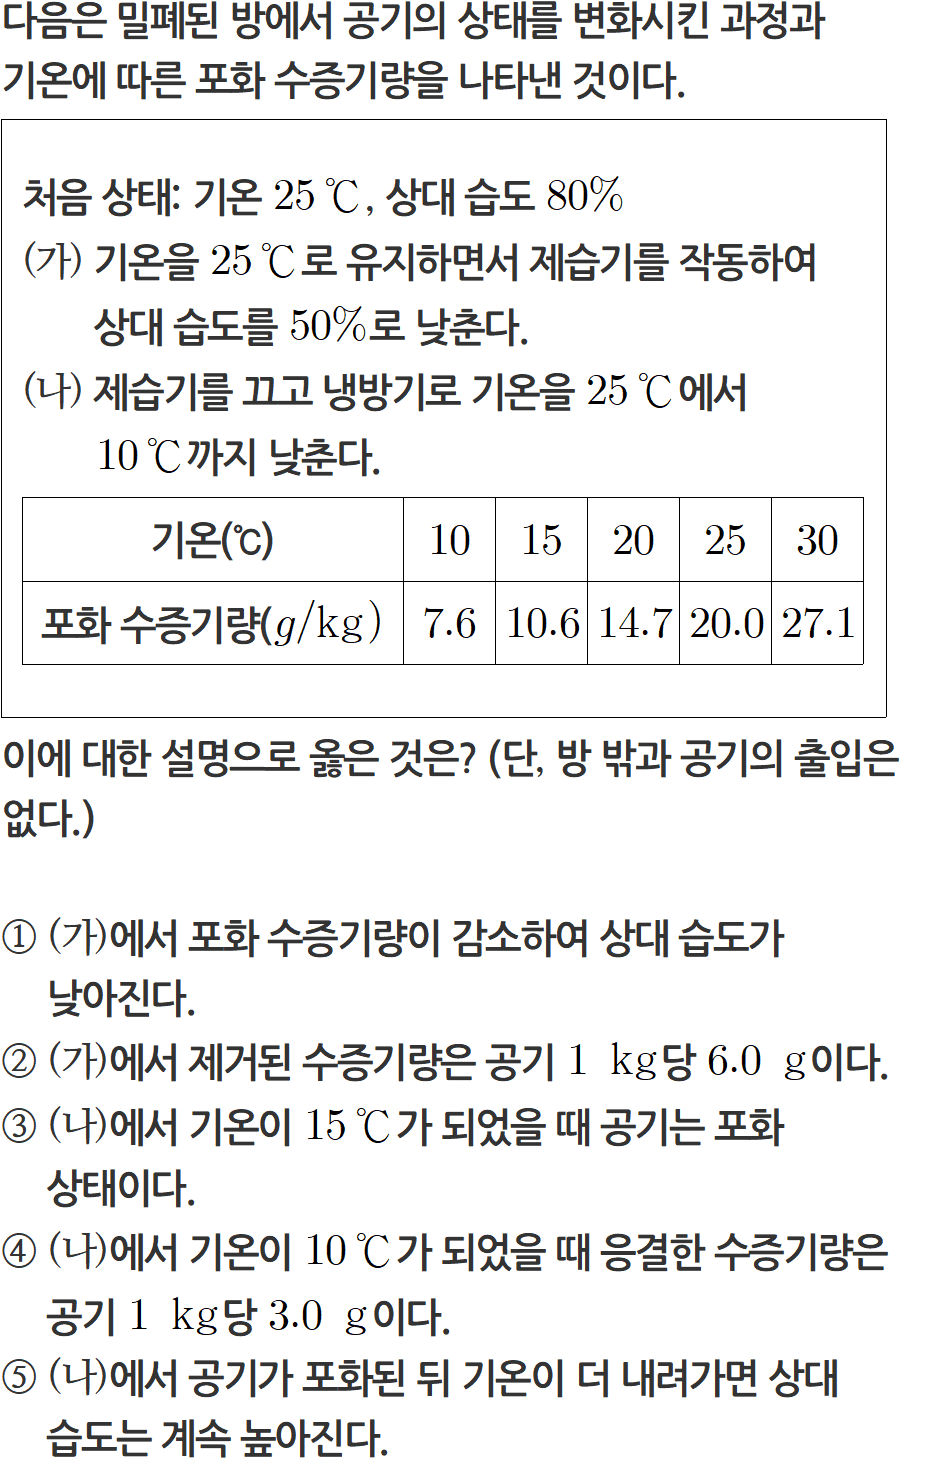 다음은 밀폐된 방에서 공기의 상태를 변화시킨 과정과
기온에 따른 포화 수증기량을 나타낸 것이다.
처음 상태: 기온 25 ℃, 상대 습도 80%
(가) 기온을 25 ℃로 유지하면서 제습기를 작동하여
상대 습도를 50%로 낮춘다.
(나) 제습기를 끄고 냉방기로 기온을 25 ℃에서
10 ℃까지 낮춘다.
기온(℃) 10 15 20 25 30
포화 수증기량(g/kg) 7.6 10.6 14.7 20.0 27.1
이에 대한 설명으로 옳은 것은? (단, 방 밖과 공기의 출입은
없다.)
① (가)에서 포화 수증기량이 감소하여 상대 습도가
낮아진다.
② (가)에서 제거된 수증기량은 공기 1 kg당 6.0 g이다.
③ (나)에서 기온이 15 ℃가 되었을 때 공기는 포화
상태이다.
④ (나)에서 기온이 10 ℃가 되었을 때 응결한 수증기량은
공기 1 kg당 3.0 g이다.
⑤ (나)에서 공기가 포화된 뒤 기온이 더 내려가면 상대
습도는 계속 높아진다.